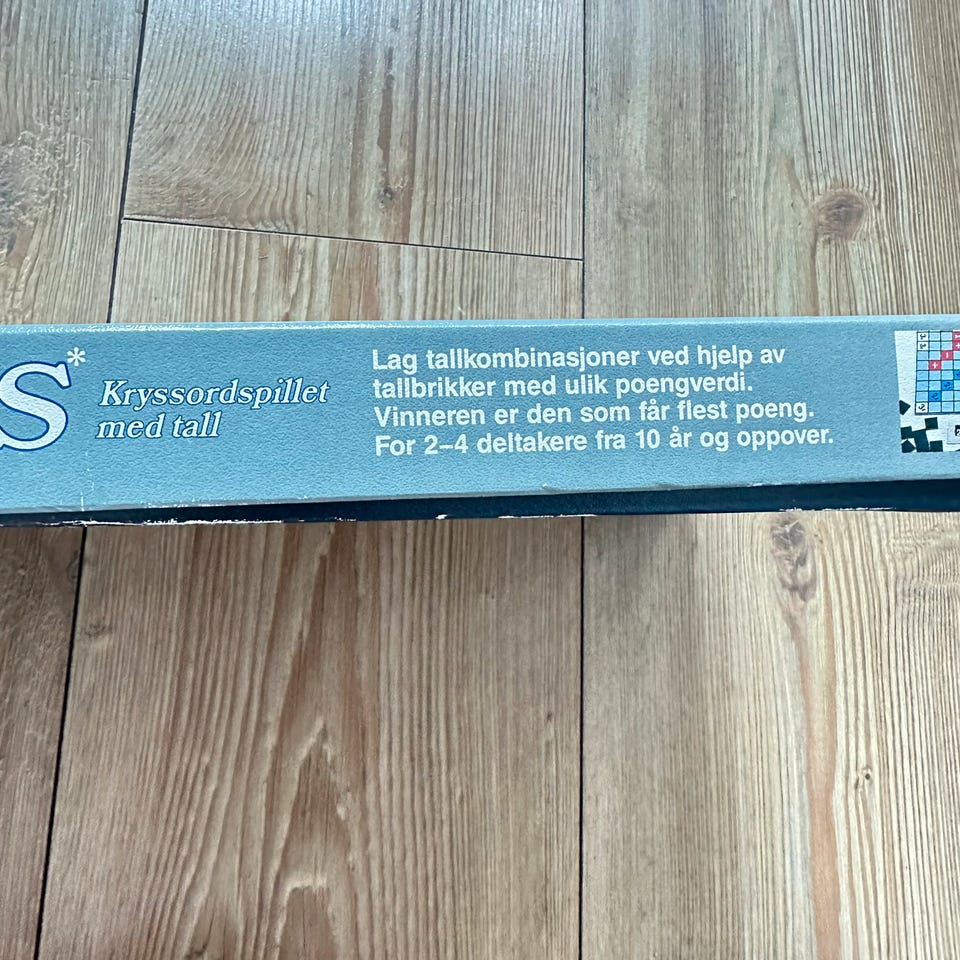 S*
Kryssordspillet
med tall
Lag tallkombinasjoner ved hjelp av
tallbrikker med ulik poengverdi.
Vinneren er den som får flest poeng.
For 2–4 deltakere fra 10 år og oppover.